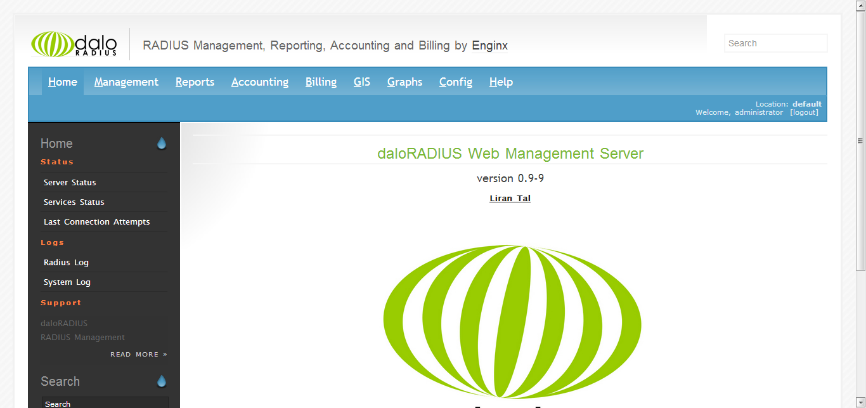 dalo
RADIUS
RADIUS Management, Reporting, Accounting and Billing by Enginx
Search
Home Management Reports Accounting Billing GIS Graphs Config Help
Location: default
Welcome, administrator [logout]
Home
Status
Server Status
Services Status
Last Connection Attempts
Logs
Radius Log
System Log
Support
daloRADIUS
RADIUS Management
READ MORE »
Search
Search
daloRADIUS Web Management Server
version 0.9-9
Liran Tal